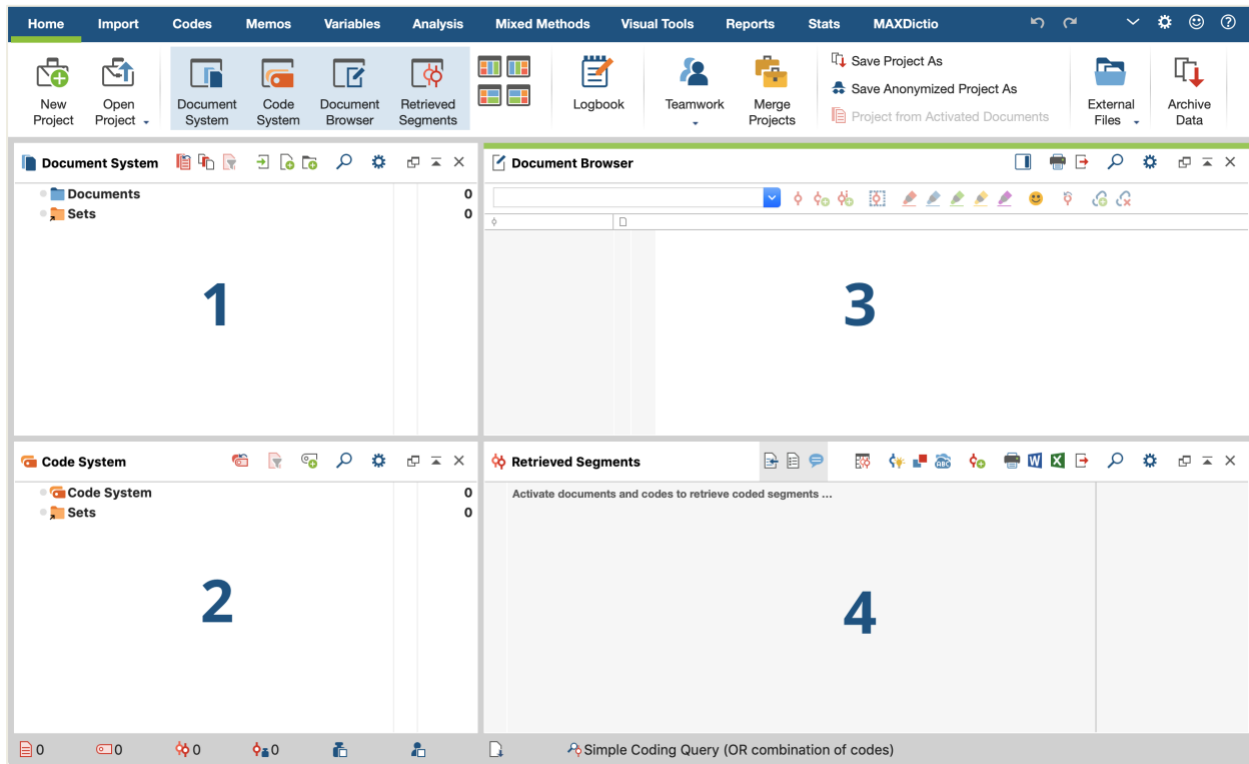 Home Import Codes Memos Variables Analysis Mixed Methods Visual Tools Reports Stats MAXDictio
New Project
Open Project
Document System
Code System
Document Browser
Retrieved Segments
Logbook
Teamwork
Merge Projects
Save Project As
Save Anonymized Project As
Project from Activated Documents
External Files
Archive Data
Document System
Documents 0
Sets 0
1
Document Browser
3
Code System
Code System 0
Sets 0
2
Retrieved Segments
ABC W X
Activate documents and codes to retrieve coded segments ...
4
0 0 0 0 Simple Coding Query (OR combination of codes)